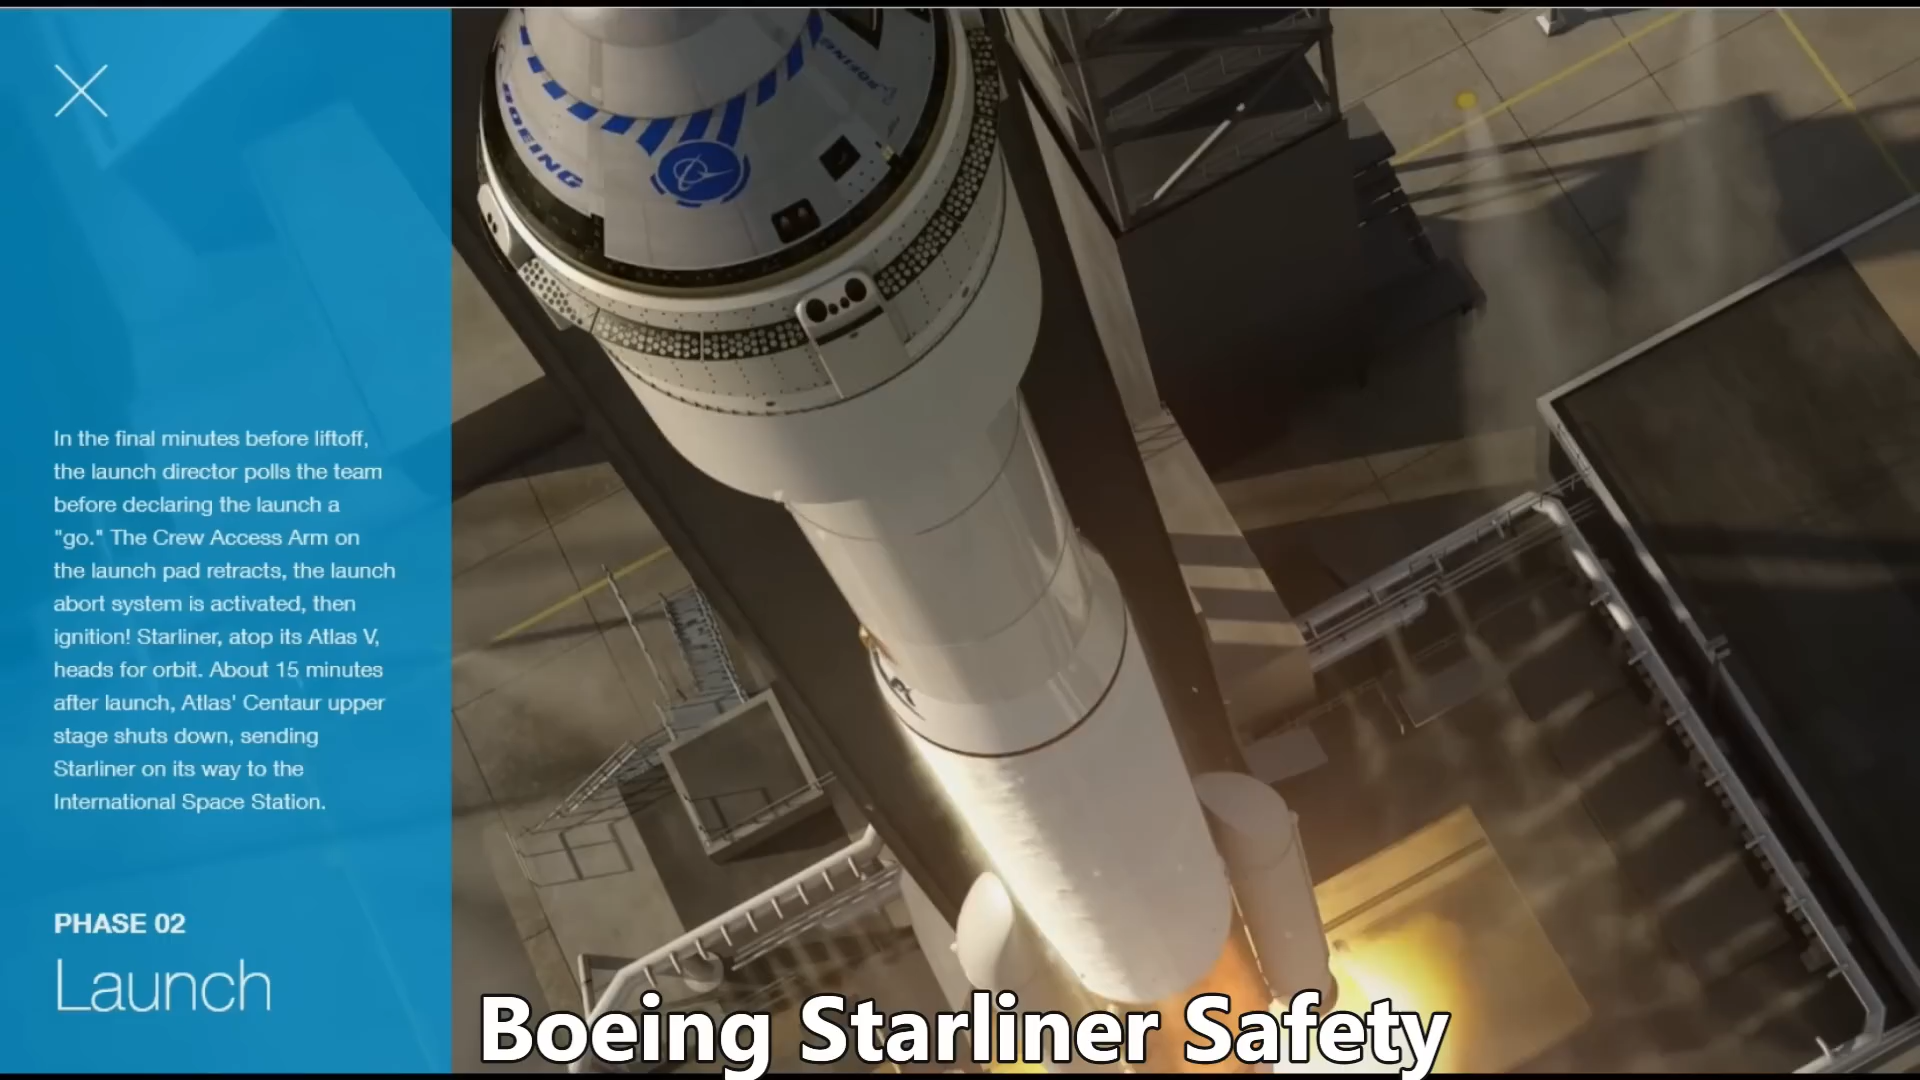 BOEING
BOEING
In the final minutes before liftoff,
the launch director polls the team
before declaring the launch a
"go." The Crew Access Arm on
the launch pad retracts, the launch
abort system is activated, then
ignition! Starliner, atop its Atlas V,
heads for orbit. About 15 minutes
after launch, Atlas' Centaur upper
stage shuts down, sending
Starliner on its way to the
International Space Station.
PHASE 02
Launch
Boeing Starliner Safety